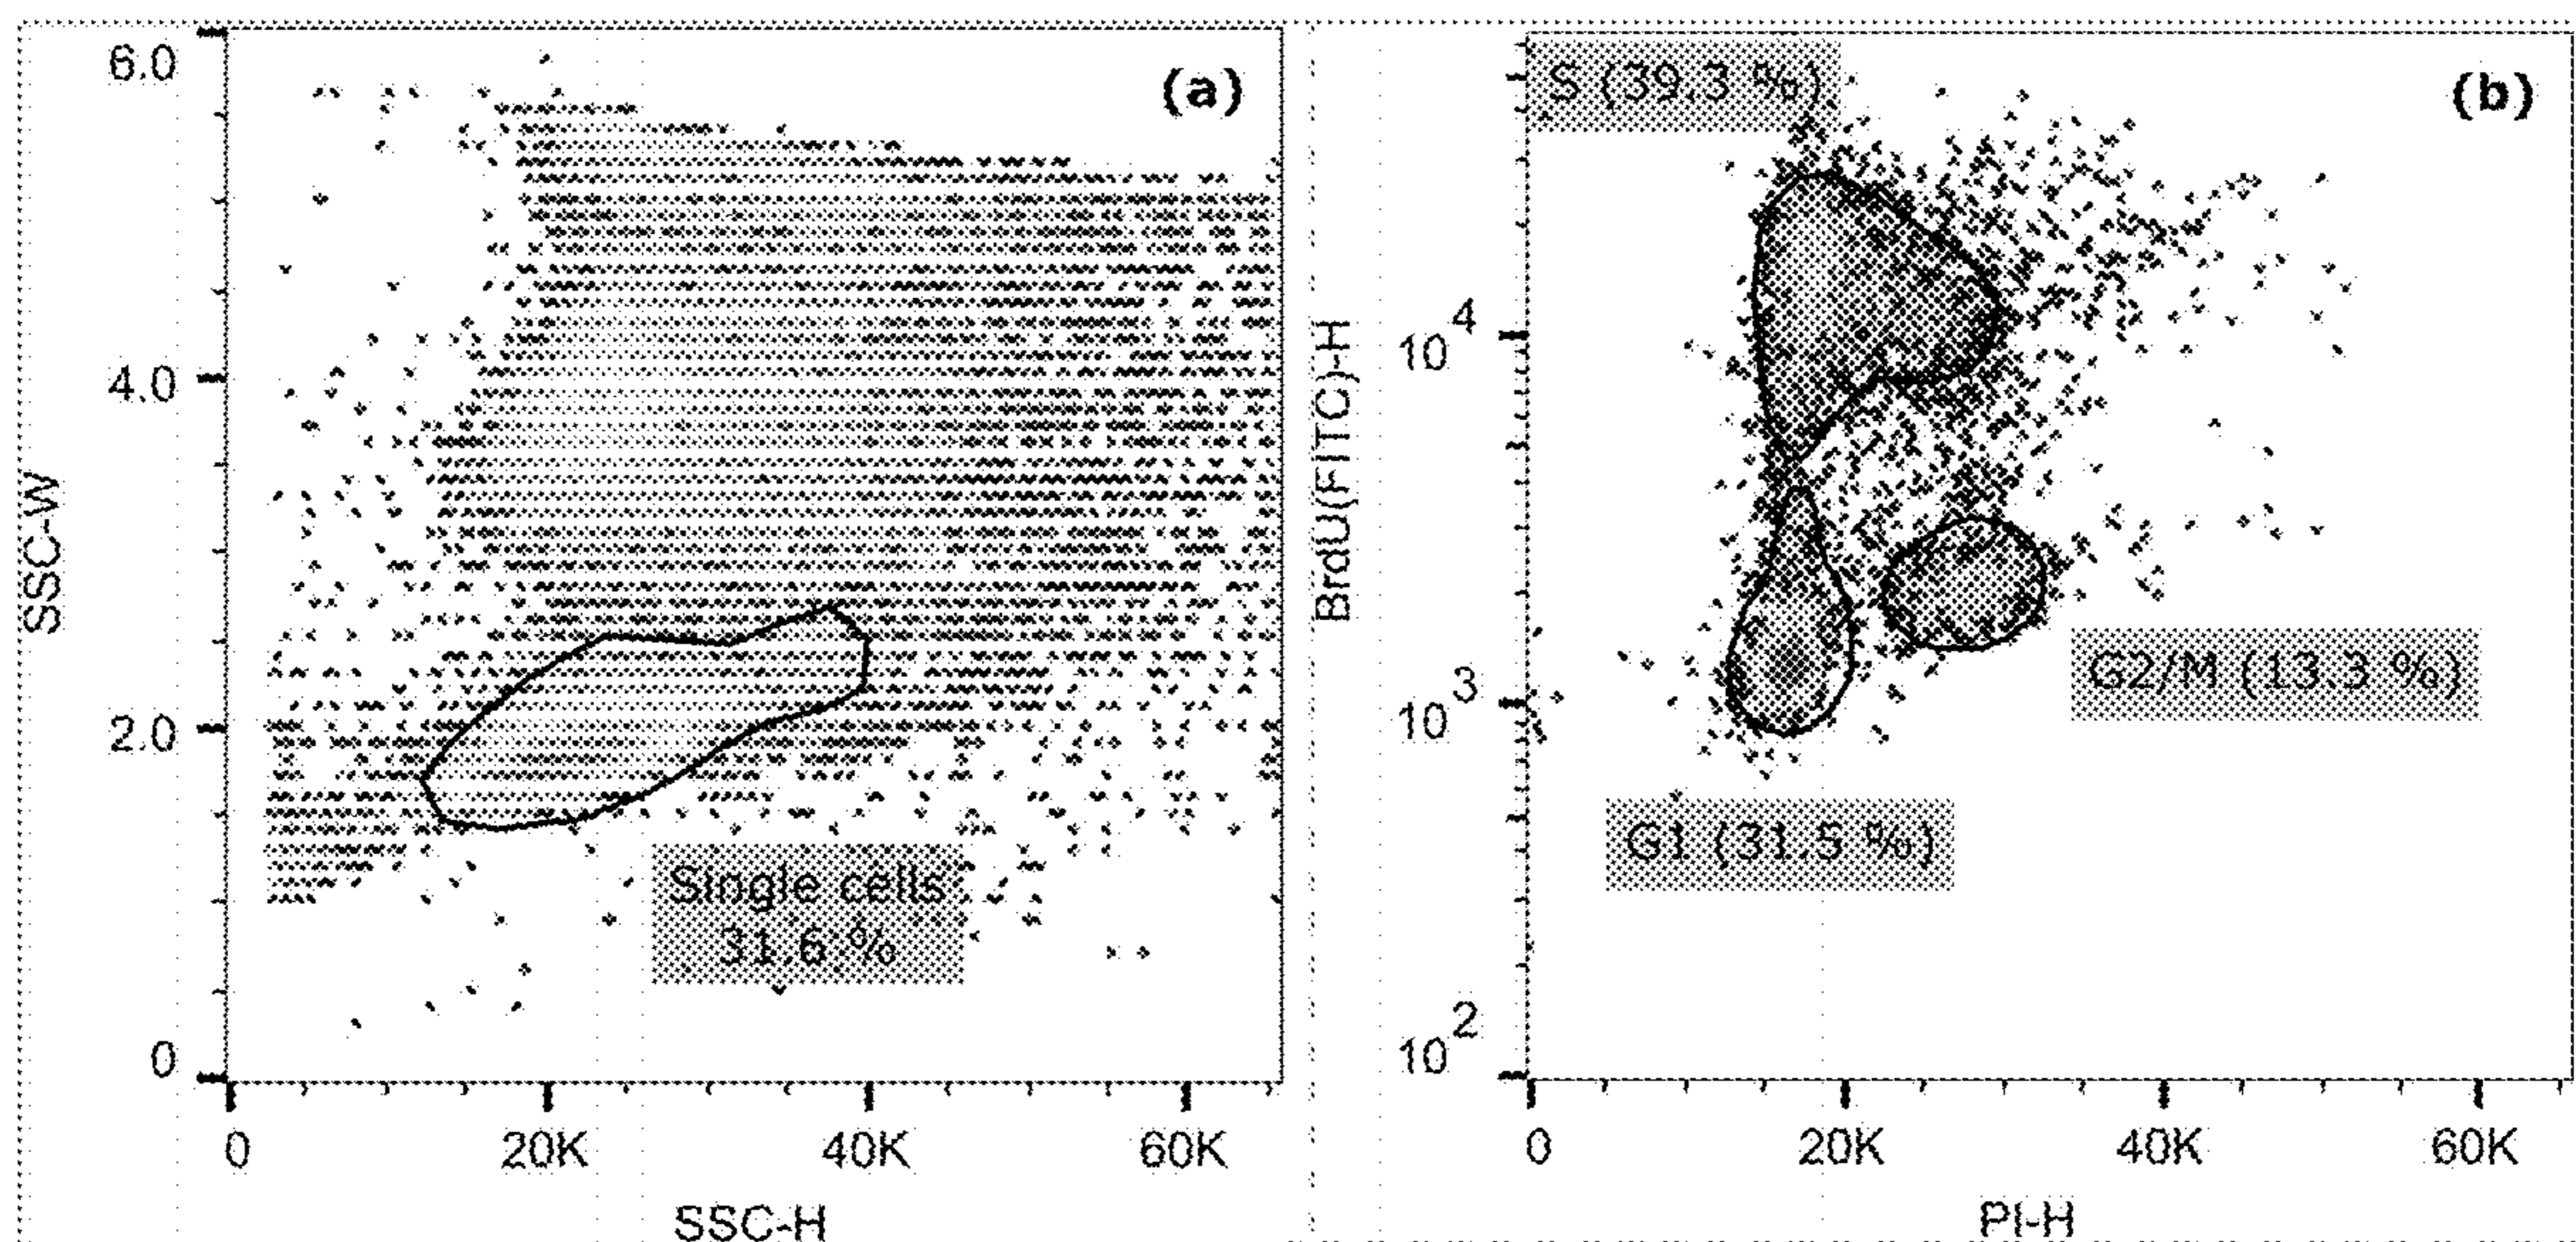 (a)
6.0
4.0
2.0
0
SSC-W
Single cells
31.6 %
0 20K 40K 60K
SSC-H
(b)
S (39.3 %)
10^4
10^3
10^2
BrdU(FITC)-H
G2/M (13.3 %)
G1 (31.5 %)
0 20K 40K 60K
PI-H